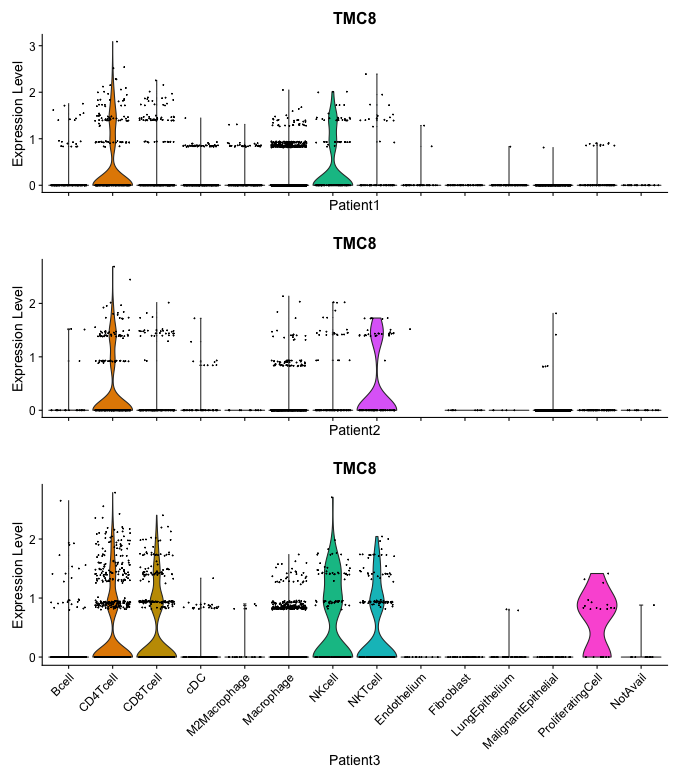 TMC8
Expression Level
3
2
1
0
Patient1
TMC8
Expression Level
2
1
0
Patient2
TMC8
Expression Level
2
1
0
Bcell
CD4Tcell
CD8Tcell
cDC
M2Macrophage
Macrophage
NKcell
NKTcell
Endothelium
Fibroblast
LungEpithelium
MalignantEpithelial
ProliferatingCell
NotAvail
Patient3